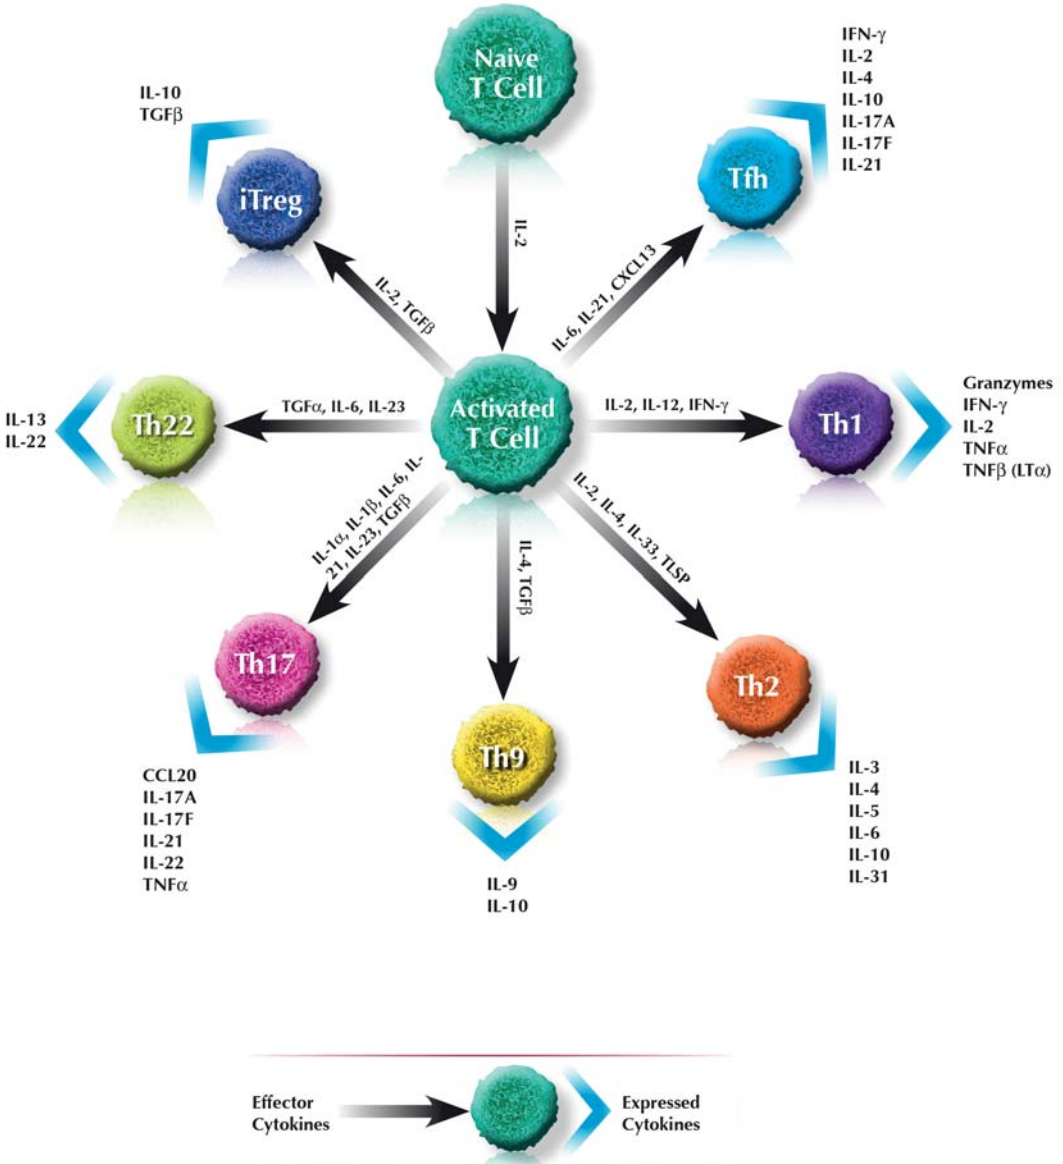 Naive
T Cell
IFN-γ
IL-2
IL-4
IL-10
IL-17A
IL-17F
IL-21
IL-10
TGFβ
iTreg
Tfh
IL-2
IL-2, TGFβ
IL-6, IL-21, CXCL13
IL-13
IL-22
Th22
TGFα, IL-6, IL-23
Activated
T Cell
IL-2, IL-12, IFN-γ
Th1
Granzymes
IFN-γ
IL-2
TNFα
TNFβ (LTα)
IL-1α, IL-1β, IL-6, IL-
21, IL-23, TGFβ
IL-4, TGFβ
IL-2, IL-4, IL-33, TLSP
Th17
Th9
Th2
CCL20
IL-17A
IL-17F
IL-21
IL-22
TNFα
IL-9
IL-10
IL-3
IL-4
IL-5
IL-6
IL-10
IL-31
Effector
Cytokines
Expressed
Cytokines